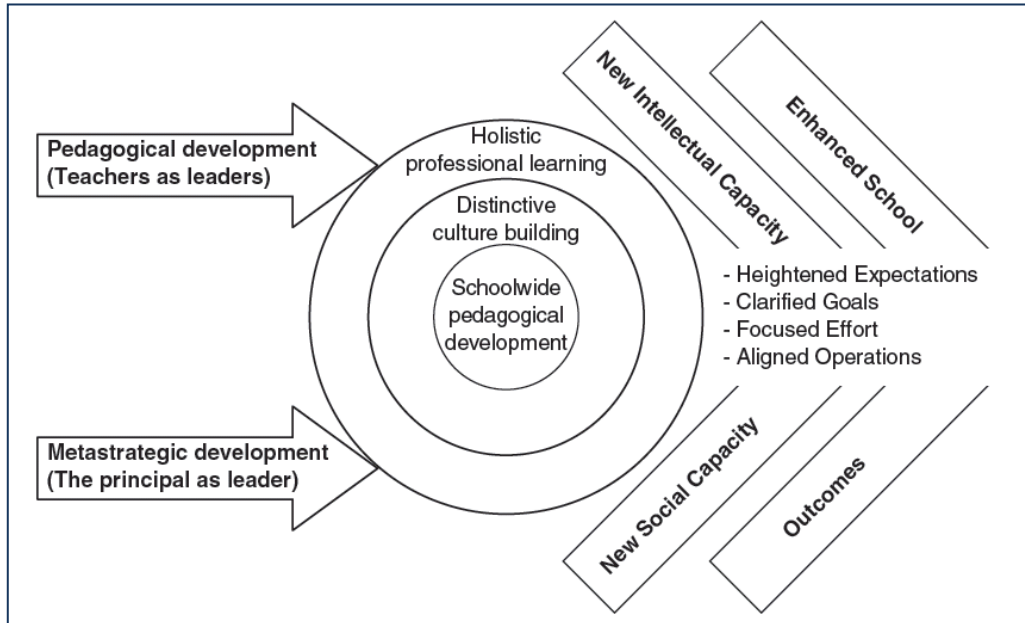 Pedagogical development
(Teachers as leaders)
Metastrategic development
(The principal as leader)
Holistic
professional learning
Distinctive
culture building
Schoolwide
pedagogical
development
New Intellectual Capacity
Enhanced School
- Heightened Expectations
- Clarified Goals
- Focused Effort
- Aligned Operations
New Social Capacity
Outcomes